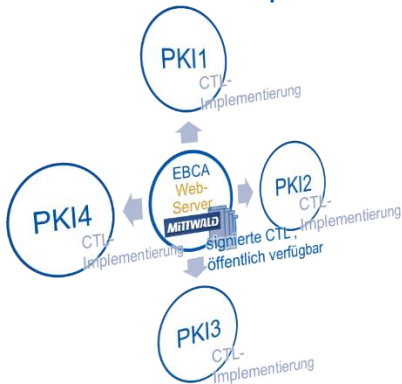 PKI1
CTL-
Implementierung
EBCA
Web-
Server
MITTWALD
signierte CTL ,
öffentlich verfügbar
PKI2
CTL-
Implementierung
PKI4
CTL-
Implementierung
PKI3
CTL-
Implementierung